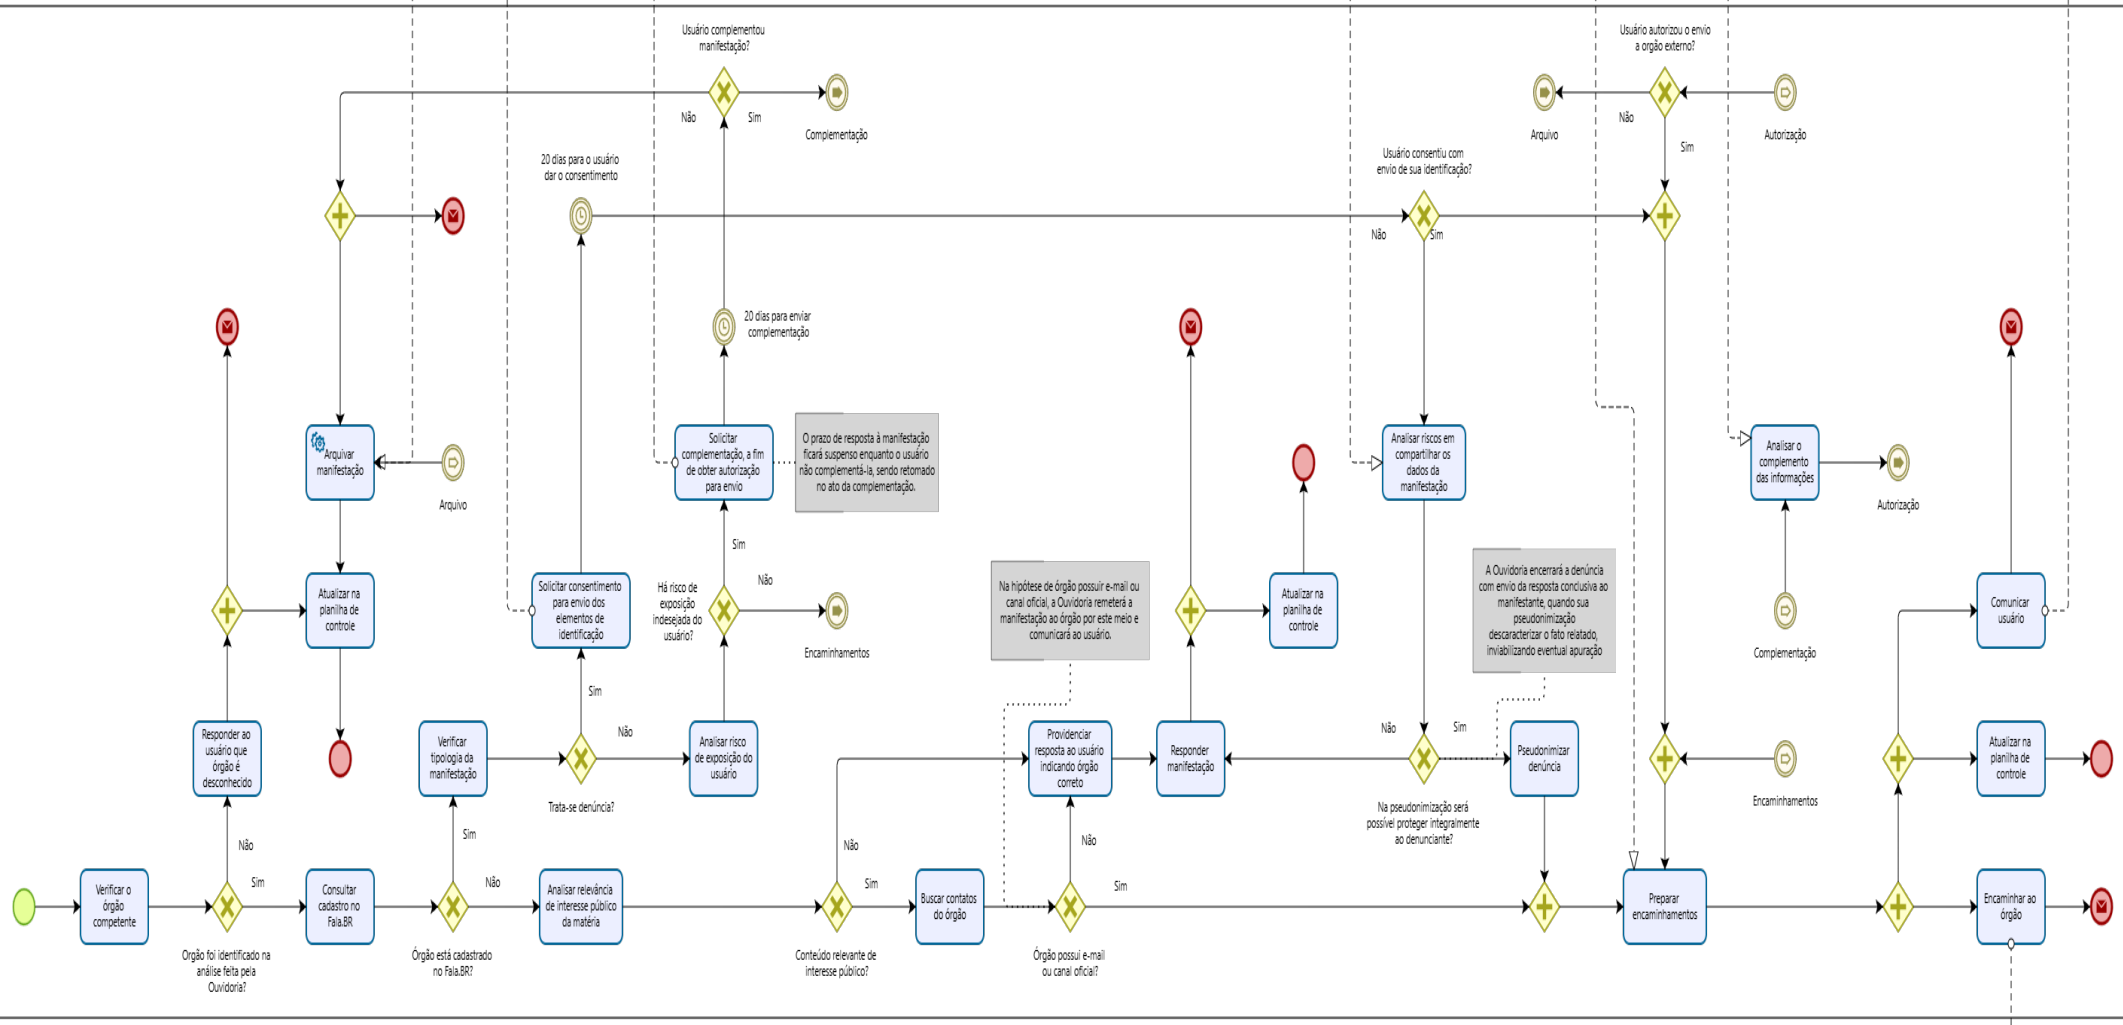 Usuário complementou
manifestação?
Não
Sim
Complementação
Usuário autorizou o envio
a orgão externo?
Arquivo
Não
Sim
Autorização
20 dias para o usuário
dar o consentimento
Usuário consentiu com
envio de sua identificação?
Não
Sim
20 dias para enviar
complementação
Arquivar
manifestação
Arquivo
Solicitar
complementação, a fim
de obter autorização
para envio
O prazo de resposta à manifestação
ficará suspenso enquanto o usuário
não complementá-la, sendo retomado
no ato da complementação.
Analisar riscos em
compartilhar os
dados da
manifestação
Analisar o
complemento
das informações
Autorização
Sim
Atualizar na
planilha de
controle
Solicitar consentimento
para envio dos
elementos de
identificação
Há risco de
exposição
indesejada do
usuário?
Não
Encaminhamentos
Na hipótese de órgão possuir e-mail ou
canal oficial, a Ouvidoria remeterá a
manifestação ao órgão por este meio e
comunicará ao usuário.
Atualizar na
planilha de
controle
A Ouvidoria encerrará a denúncia
com envio da resposta conclusiva ao
manifestante, quando sua
pseudonimização
descaracterizar o fato relatado,
inviabilizando eventual apuração
Complementação
Comunicar
usuário
Responder ao
usuário que
órgão é
desconhecido
Verificar
tipologia da
manifestação
Sim
Não
Trata-se denúncia?
Analisar risco
de exposição do
usuário
Providenciar
resposta ao usuário
indicando órgão
correto
Responder
manifestação
Não
Sim
Na pseudonimização será
possível proteger integralmente
ao denunciante?
Pseudonimizar
denúncia
Encaminhamentos
Atualizar na
planilha de
controle
Verificar o
órgão
competente
Não
Sim
Orgão foi identificado na
análise feita pela
Ouvidoria?
Consultar
cadastro no
Fala.BR
Sim
Não
Órgão está cadastrado
no Fala.BR?
Analisar relevância
de interesse público
da matéria
Não
Sim
Conteúdo relevante de
interesse público?
Buscar contatos
do órgão
Não
Sim
Órgão possui e-mail
ou canal oficial?
Preparar
encaminhamentos
Encaminhar ao
órgão